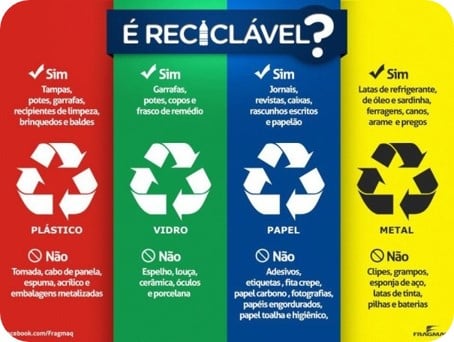 É RECICLÁVEL?
Sim
Tampas,
potes, garrafas,
recipientes de limpeza,
brinquedos e baldes
PLÁSTICO
Não
Tomada, cabo de panela,
espuma, acrílico e
embalagens metalizadas
Sim
Garrafas,
potes, copos e
frasco de remédio
VIDRO
Não
Espelho, louça,
cerâmica, óculos
e porcelana
Sim
Jornais,
revistas, caixas,
rascunhos escritos
e papelão
PAPEL
Não
Adesivos,
etiquetas , fita crepe,
papel carbono , fotografias,
papéis engordurados,
papel toalha e higiênico,
Sim
Latas de refrigerante,
de óleo e sardinha,
ferragens, canos,
arame e pregos
METAL
Não
Clipes, grampos,
esponja de aço,
latas de tinta,
pilhas e baterias
facebook.com/Fragmaq
FRAGMAQ